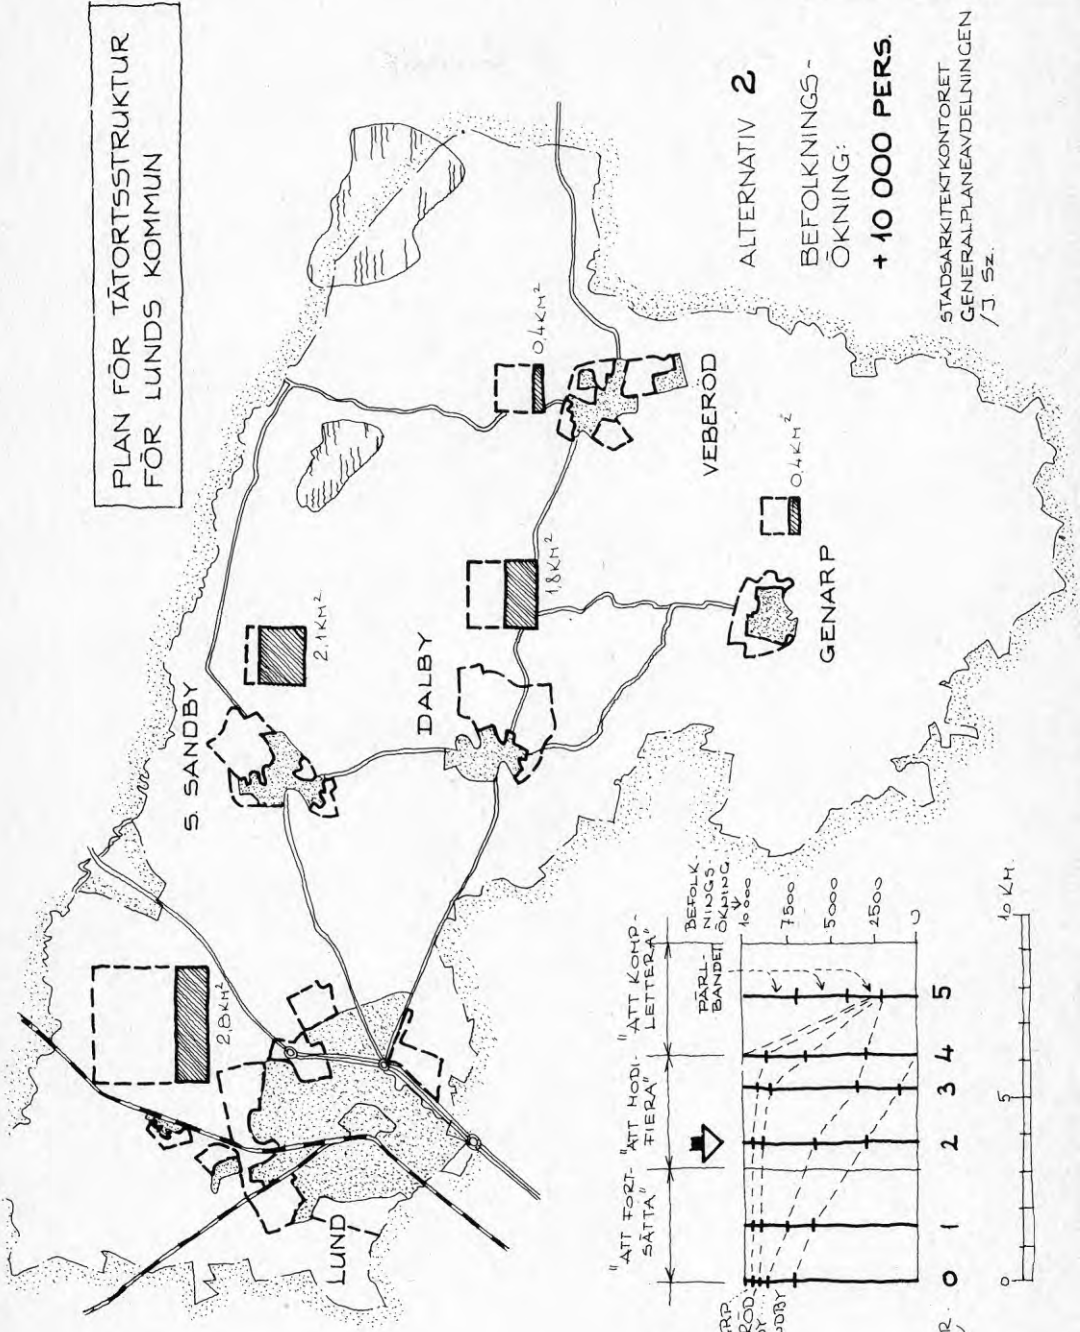 PLAN FÖR TÄTORTSSTRUKTUR
FÖR LUNDS KOMMUN
ALTERNATIV 2
BEFOLKNINGS-
ÖKNING:
+10 000 PERS.
STADSARKITEKTKONTORET
GENERALPLANEAVDELNINGEN
/J. Sz.
S. SANDBY
2.1 KM²
DALBY
1.8 KM²
0.4 KM²
VEBERÖD
0.4 KM²
GENARP
2.8 KM²
LUND
"ATT FORT-
SÄTTA"
"ATT MODI-
FIERA"
"ATT KOMP-
LETTERA"
PÄRL-
BANDET
BEFOLK
NINGS-
ÖKNING
10 000
7500
5000
2500
0
0 1 2 3 4 5
0 5 10 KM.